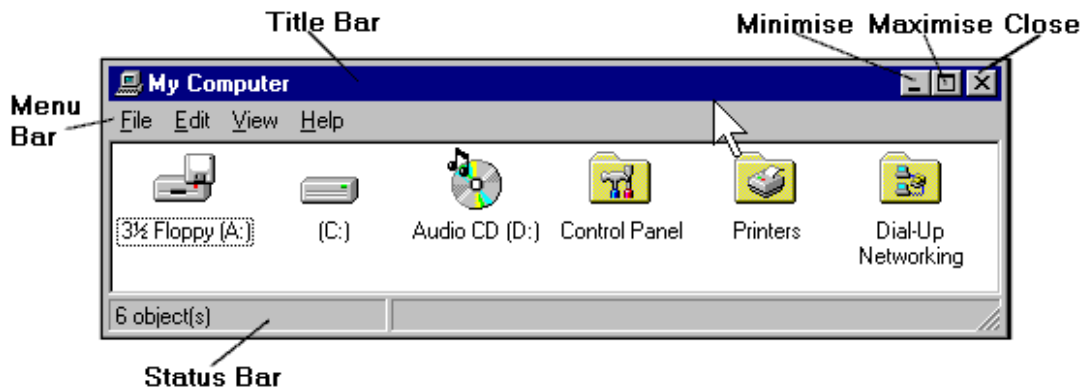 Title Bar
Minimise Maximise Close
My Computer
Menu
Bar
File Edit View Help
3½ Floppy (A:) (C:) Audio CD (D:) Control Panel Printers Dial-Up
Networking
6 object(s)
Status Bar